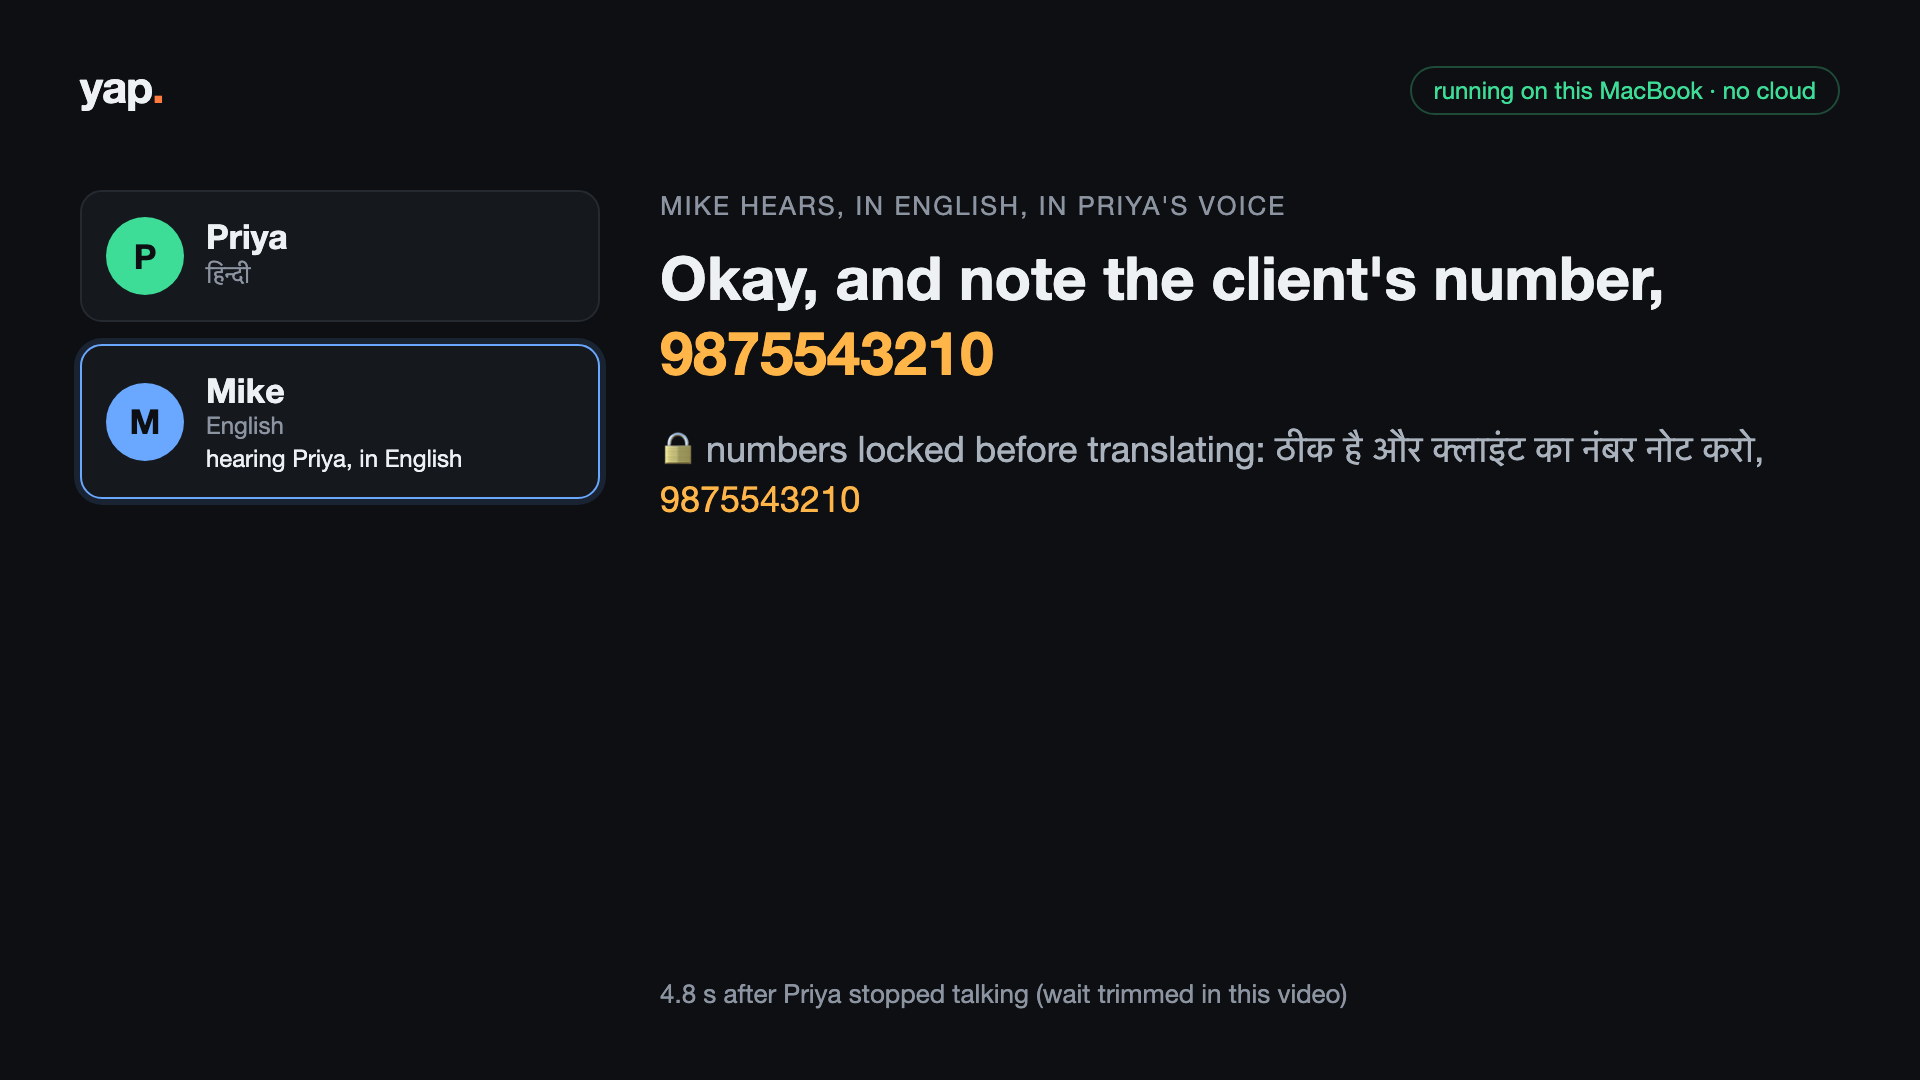 yap.
running on this MacBook · no cloud
P
Priya
हिन्दी
M
Mike
English
hearing Priya, in English
MIKE HEARS, IN ENGLISH, IN PRIYA'S VOICE
Okay, and note the client's number,
9875543210
🔒 numbers locked before translating: ठीक है और क्लाइंट का नंबर नोट करो,
9875543210
4.8 s after Priya stopped talking (wait trimmed in this video)